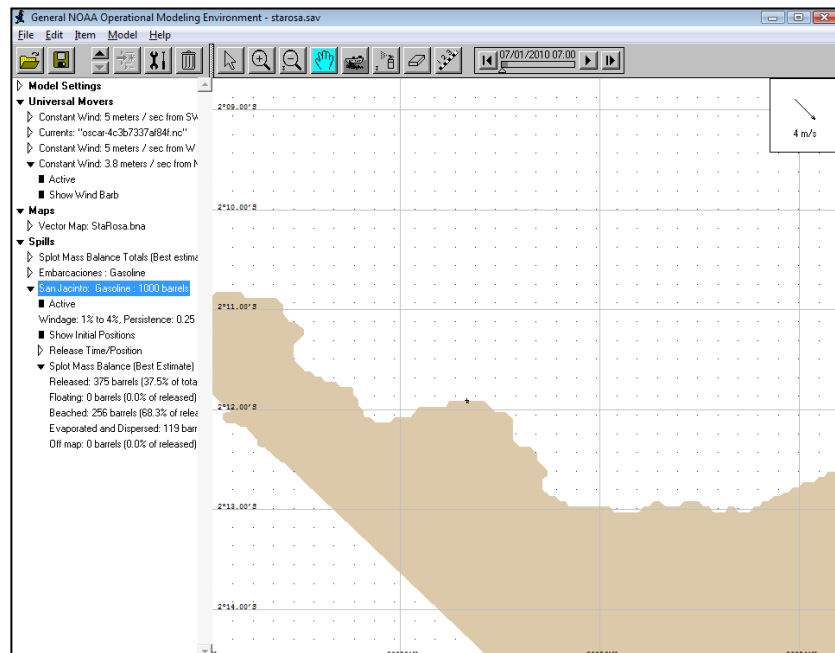 General NOAA Operational Modeling Environment - starosa.sav
File Edit Item Model Help
07/01/2010 07:00
Model Settings
Universal Movers
Constant Wind: 5 meters / sec from SW
Currents: "oscar-4c3b7337af84f.nc"
Constant Wind: 5 meters / sec from W
Constant Wind: 3.8 meters / sec from N
Active
Show Wind Barb
Maps
Vector Map: StaRosa.bna
Spills
Splot Mass Balance Totals (Best estima
Embarcaciones : Gasoline
San Jacinto: Gasoline : 1000 barrels
Active
Windage: 1% to 4%, Persistence: 0.25
Show Initial Positions
Release Time/Position
Splot Mass Balance (Best Estimate)
Released: 375 barrels (37.5% of tota
Floating: 0 barrels (0.0% of released)
Beached: 256 barrels (68.3% of relea
Evaporated and Dispersed: 119 barr
Off map: 0 barrels (0.0% of released)
4 m/s
2°09.00'S
2°10.00'S
2°11.00'S
2°12.00'S
2°13.00'S
2°14.00'S